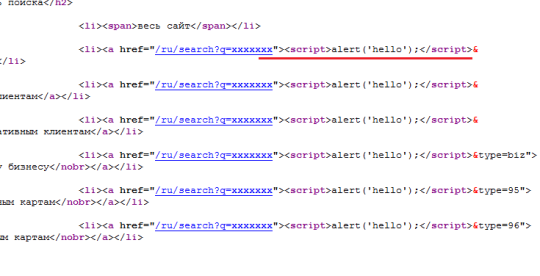 поиска</h2>
<li><span>весь сайт</span></li>
<li><a href="/ru/search?q=xxxxxxx"><script>alert('hello');</script>&
</li>
<li><a href="/ru/search?q=xxxxxxx"><script>alert('hello');</script>&
лиентам</a></li>
<li><a href="/ru/search?q=xxxxxxx"><script>alert('hello');</script>&
ативным клиентам</a></li>
<li><a href="/ru/search?q=xxxxxxx"><script>alert('hello');</script>&type=biz">
у бизнесу</nobr></a></li>
<li><a href="/ru/search?q=xxxxxxx"><script>alert('hello');</script>&type=95">
ным картам</nobr></a></li>
<li><a href="/ru/search?q=xxxxxxx"><script>alert('hello');</script>&type=96">
ым картам</nobr></a></li>